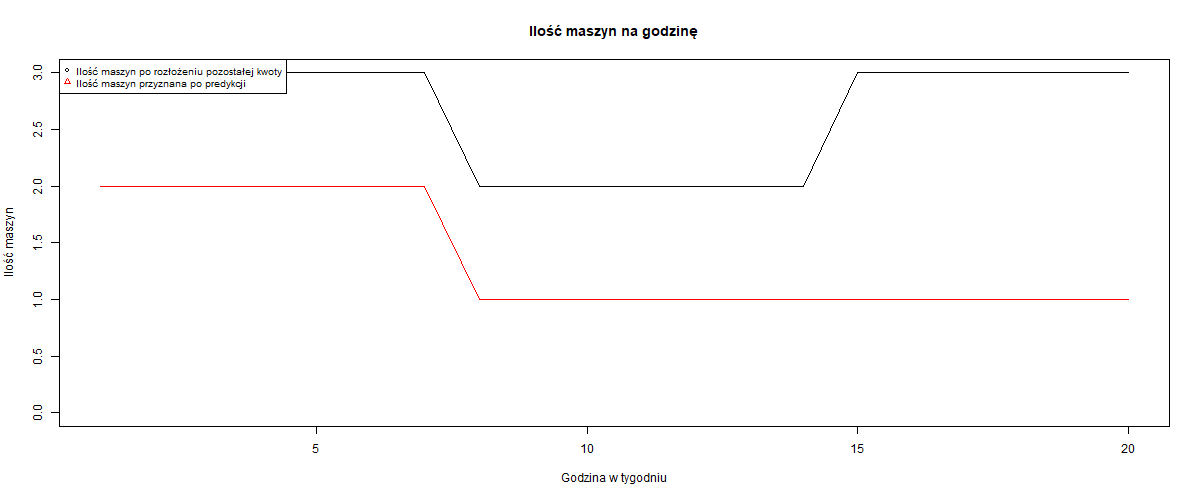 Ilość maszyn na godzinę
Ilość maszyn po rozłożeniu pozostałej kwoty
Ilość maszyn przyznana po predykcji
Ilość maszyn
3.0
2.5
2.0
1.5
1.0
0.5
0.0
5 10 15 20
Godzina w tygodniu